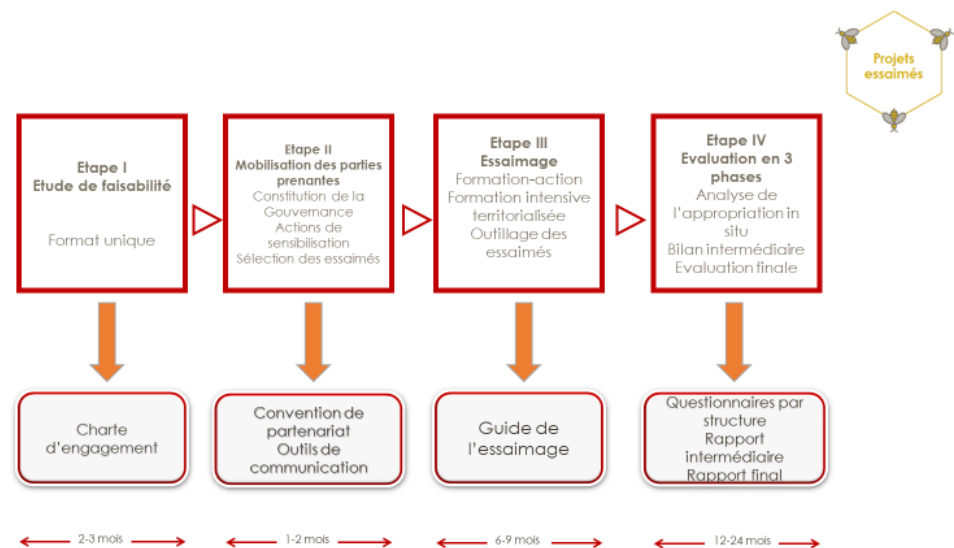 Projets
essaimés
Etape I
Etude de faisabilité
Format unique
Etape II
Mobilisation des parties
prenantes
Constitution de la
Gouvernance
Actions de
sensibilisation
Sélection des essaimés
Etape III
Essaimage
Formation-action
Formation intensive
territorialisée
Outillage des
essaimés
Etape IV
Evaluation en 3
phases
Analyse de
l'appropriation in
situ
Bilan intermédiaire
Evaluation finale
Charte
d'engagement
Convention de
partenariat
Outils de
communication
Guide de
l'essaimage
Questionnaires par
structure
Rapport
intermédiaire
Rapport final
2-3 mois
1-2 mois
6-9 mois
12-24 mois